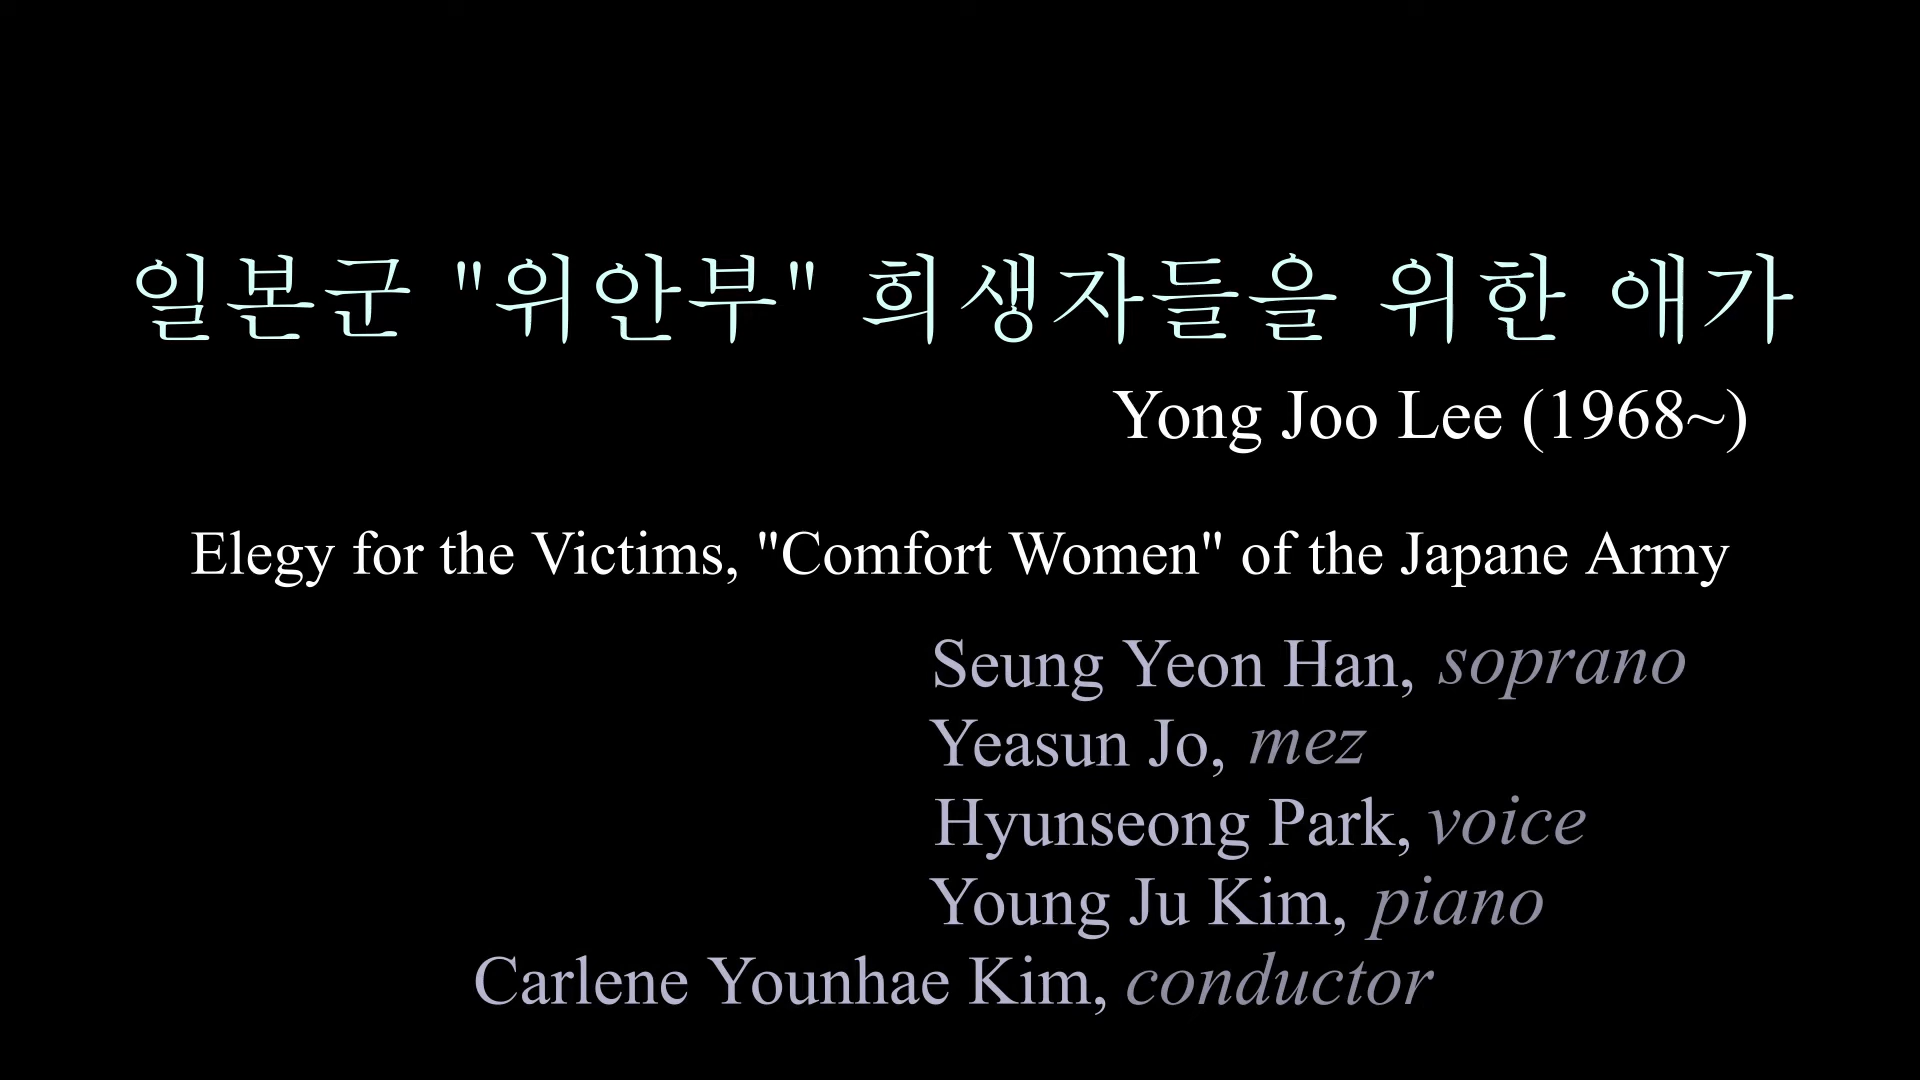 일본군 "위안부" 희생자들을 위한 애가
Yong Joo Lee (1968~)
Elegy for the Victims, "Comfort Women" of the Japane Army
Seung Yeon Han, soprano
Yeasun Jo, mez
Hyunseong Park, voice
Young Ju Kim, piano
Carlene Younhae Kim, conductor